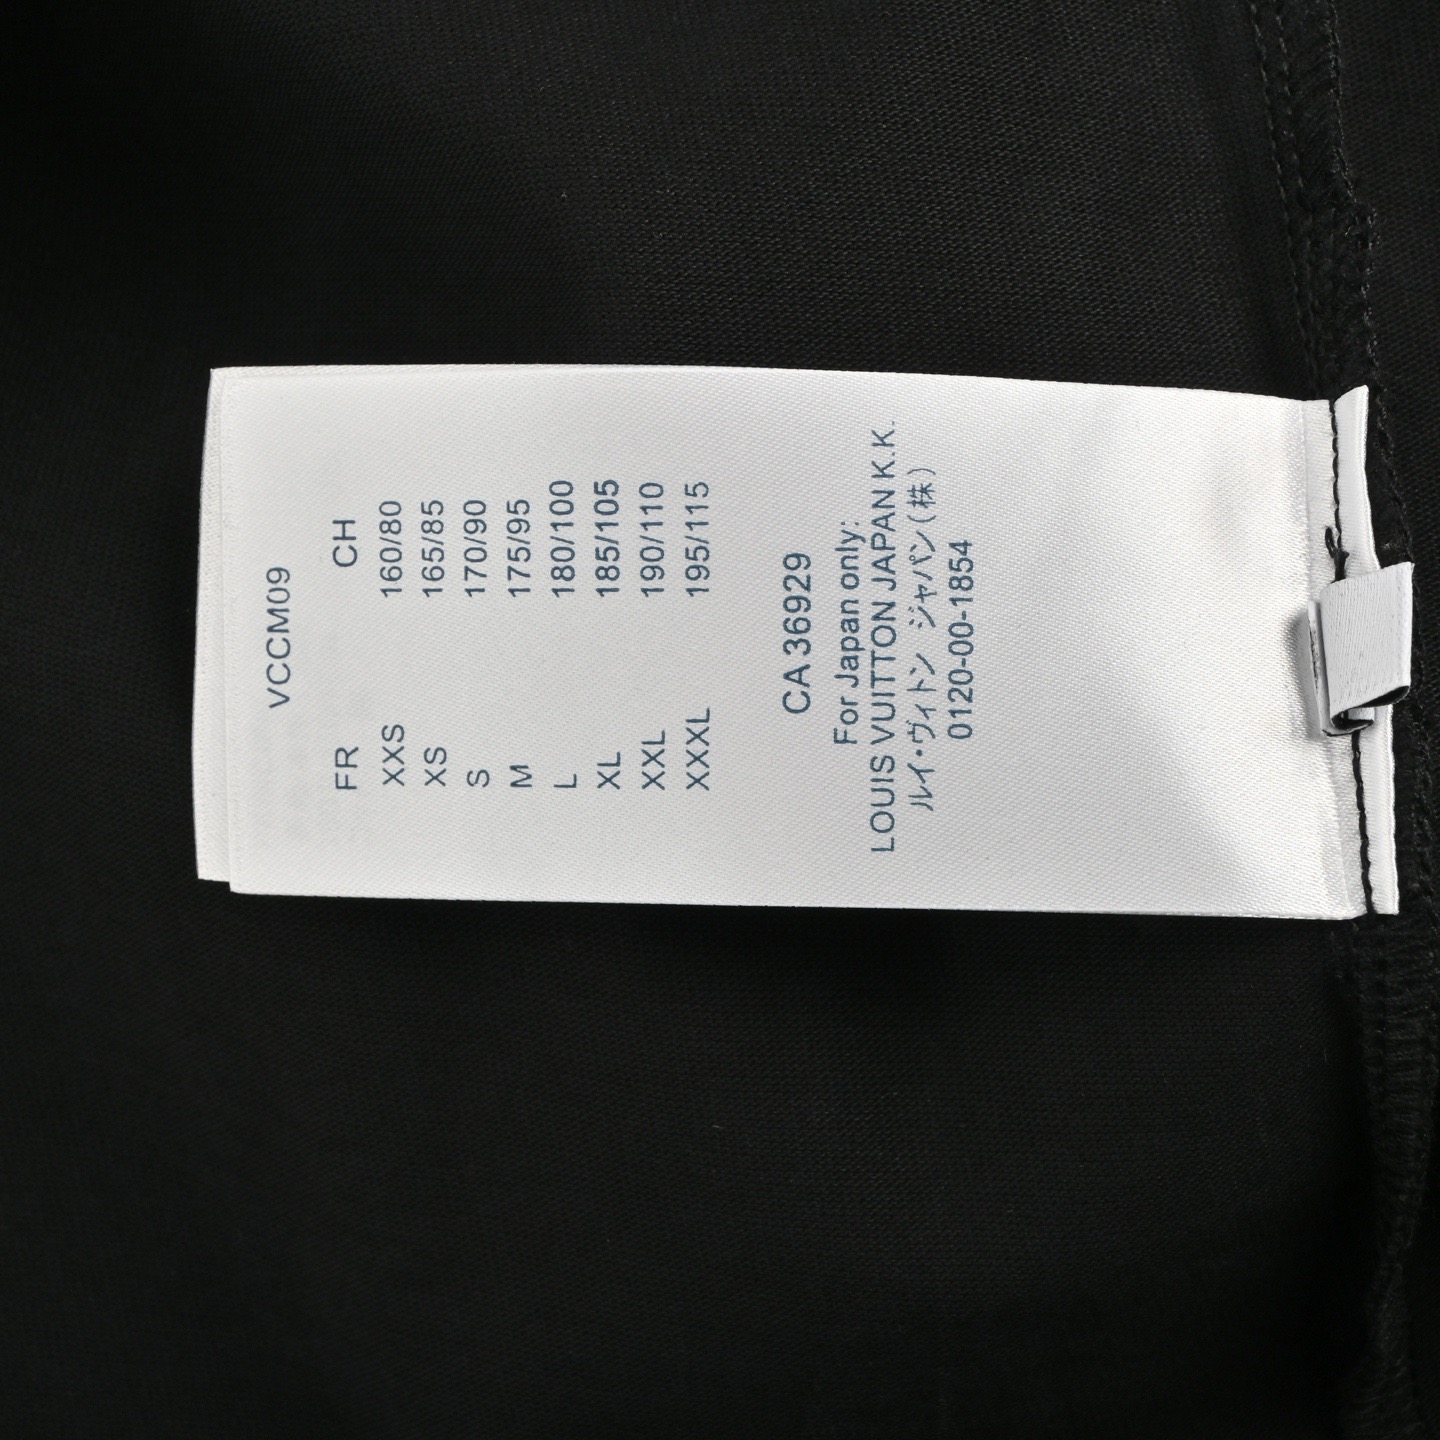 VCCM09
FR CH
XXS 160/80
XS 165/85
S 170/90
M 175/95
L 180/100
XL 185/105
XXL 190/110
XXXL 195/115
CA 36929
For Japan only:
LOUIS VUITTON JAPAN K.K.
ルイ・ヴィトン ジャパン(株)
0120-00-1854